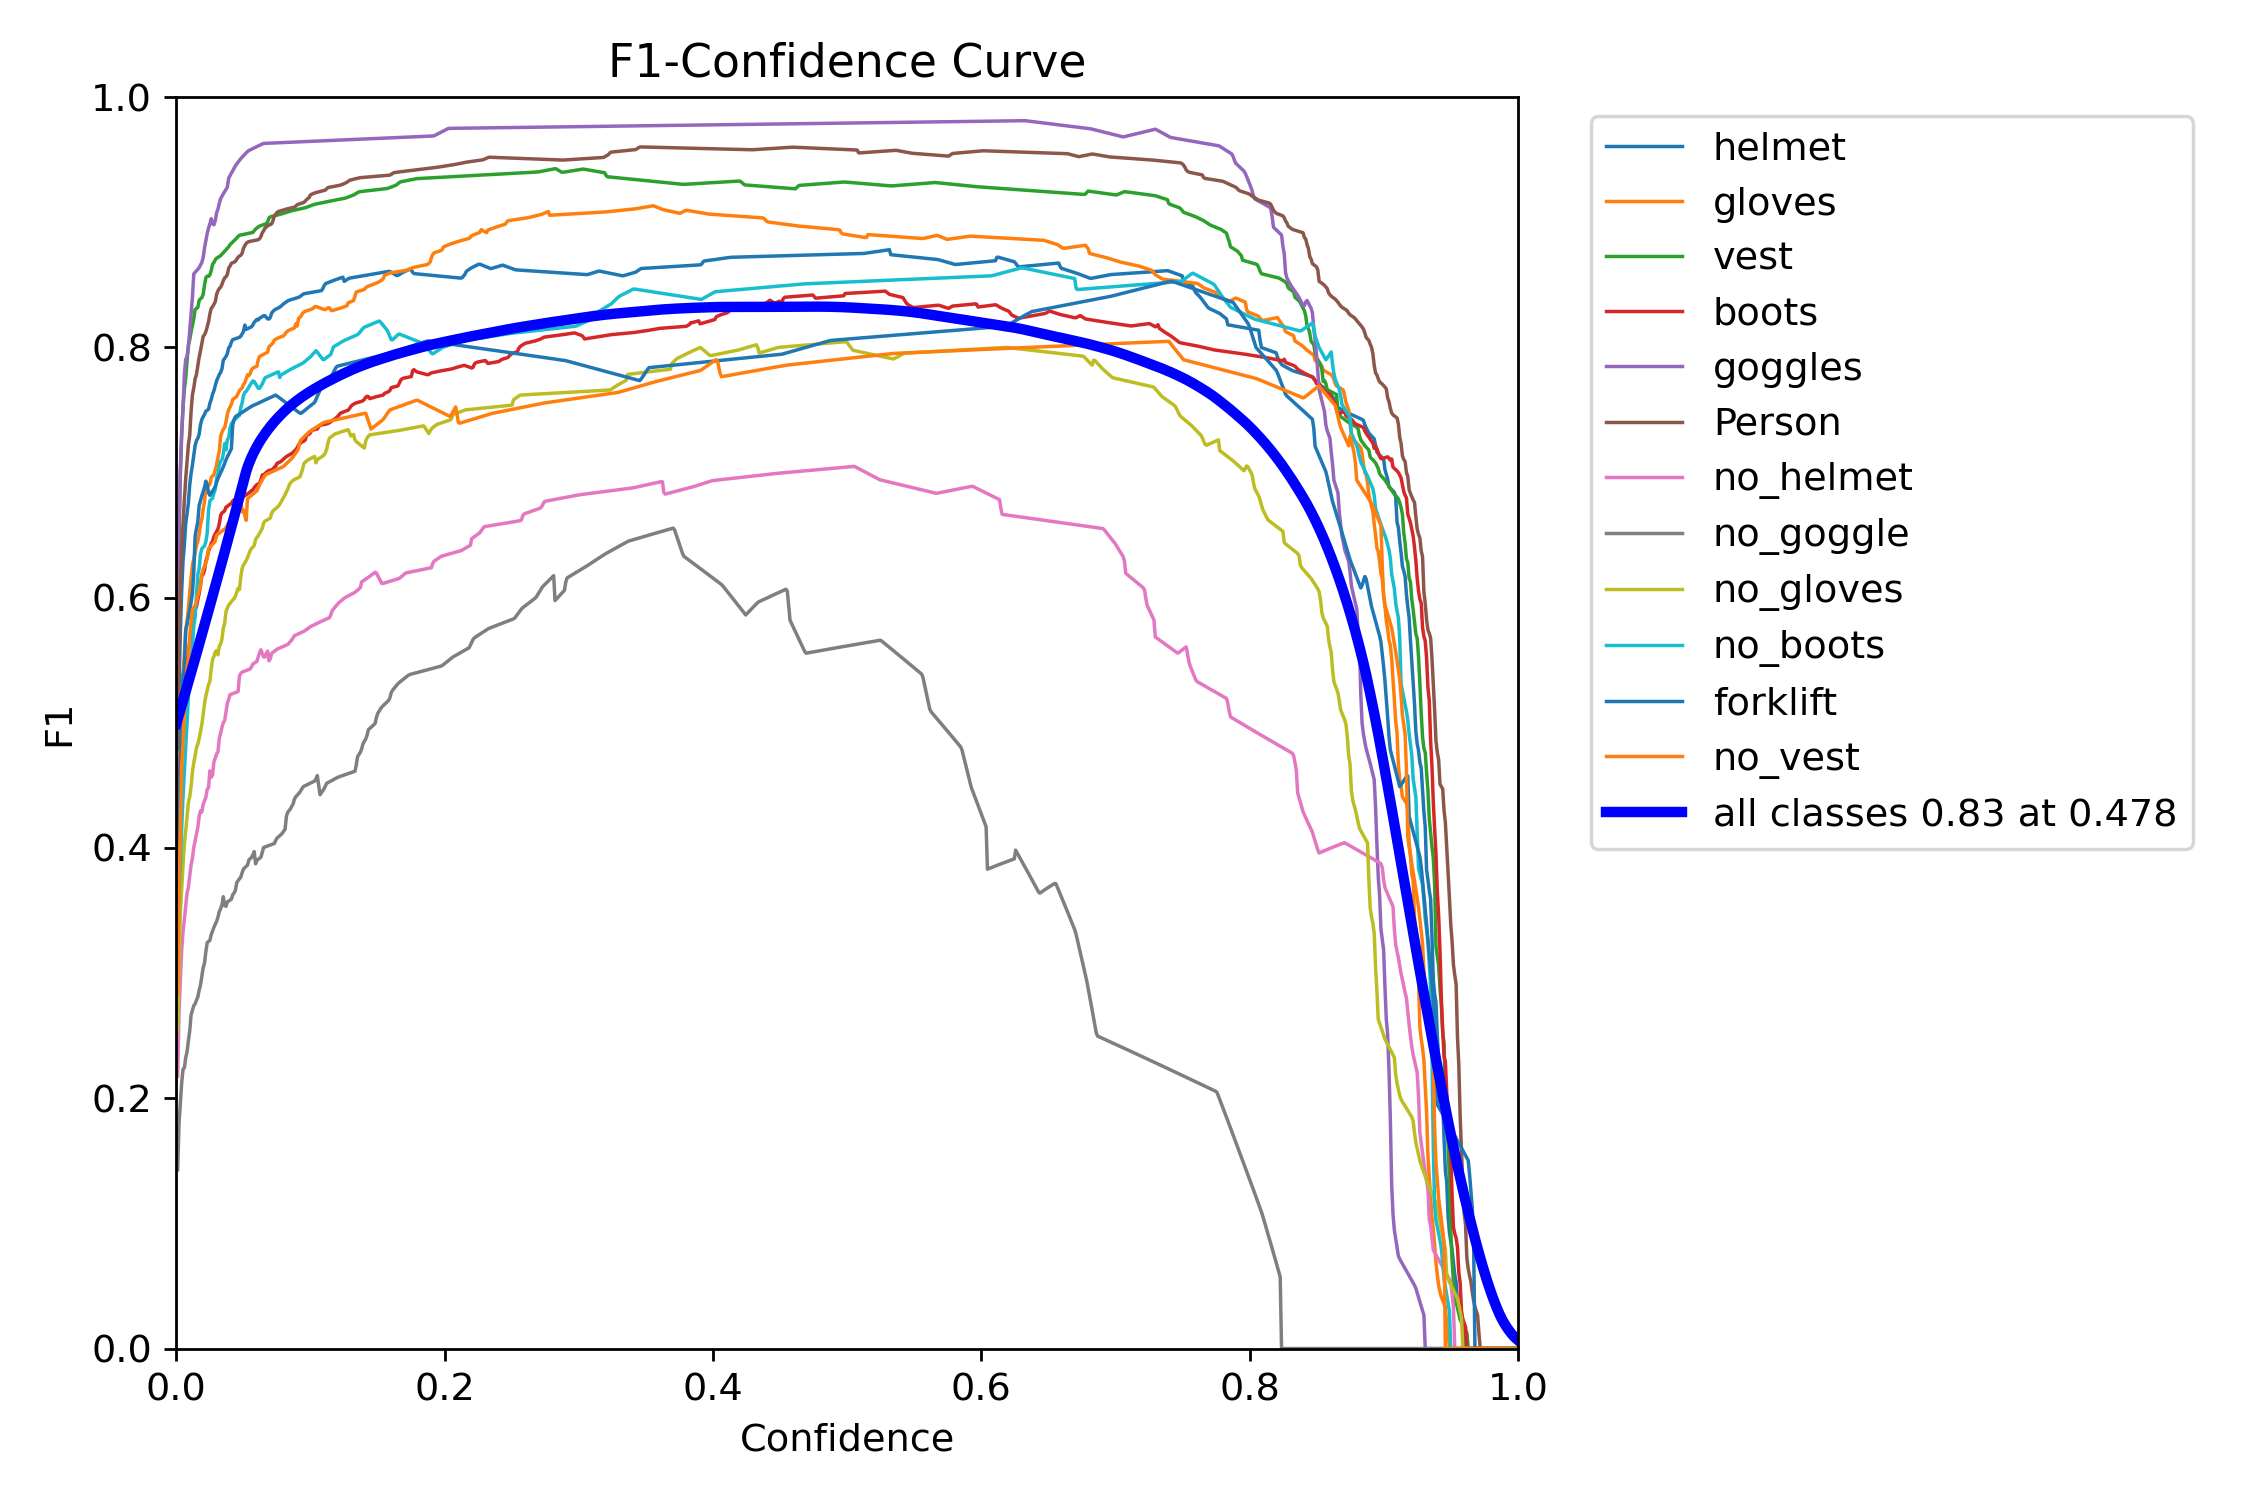 F1-Confidence Curve
1.0
0.8
0.6
0.4
0.2
0.0
F1
0.0 0.2 0.4 0.6 0.8 1.0
Confidence
helmet
gloves
vest
boots
goggles
Person
no_helmet
no_goggle
no_gloves
no_boots
forklift
no_vest
all classes 0.83 at 0.478